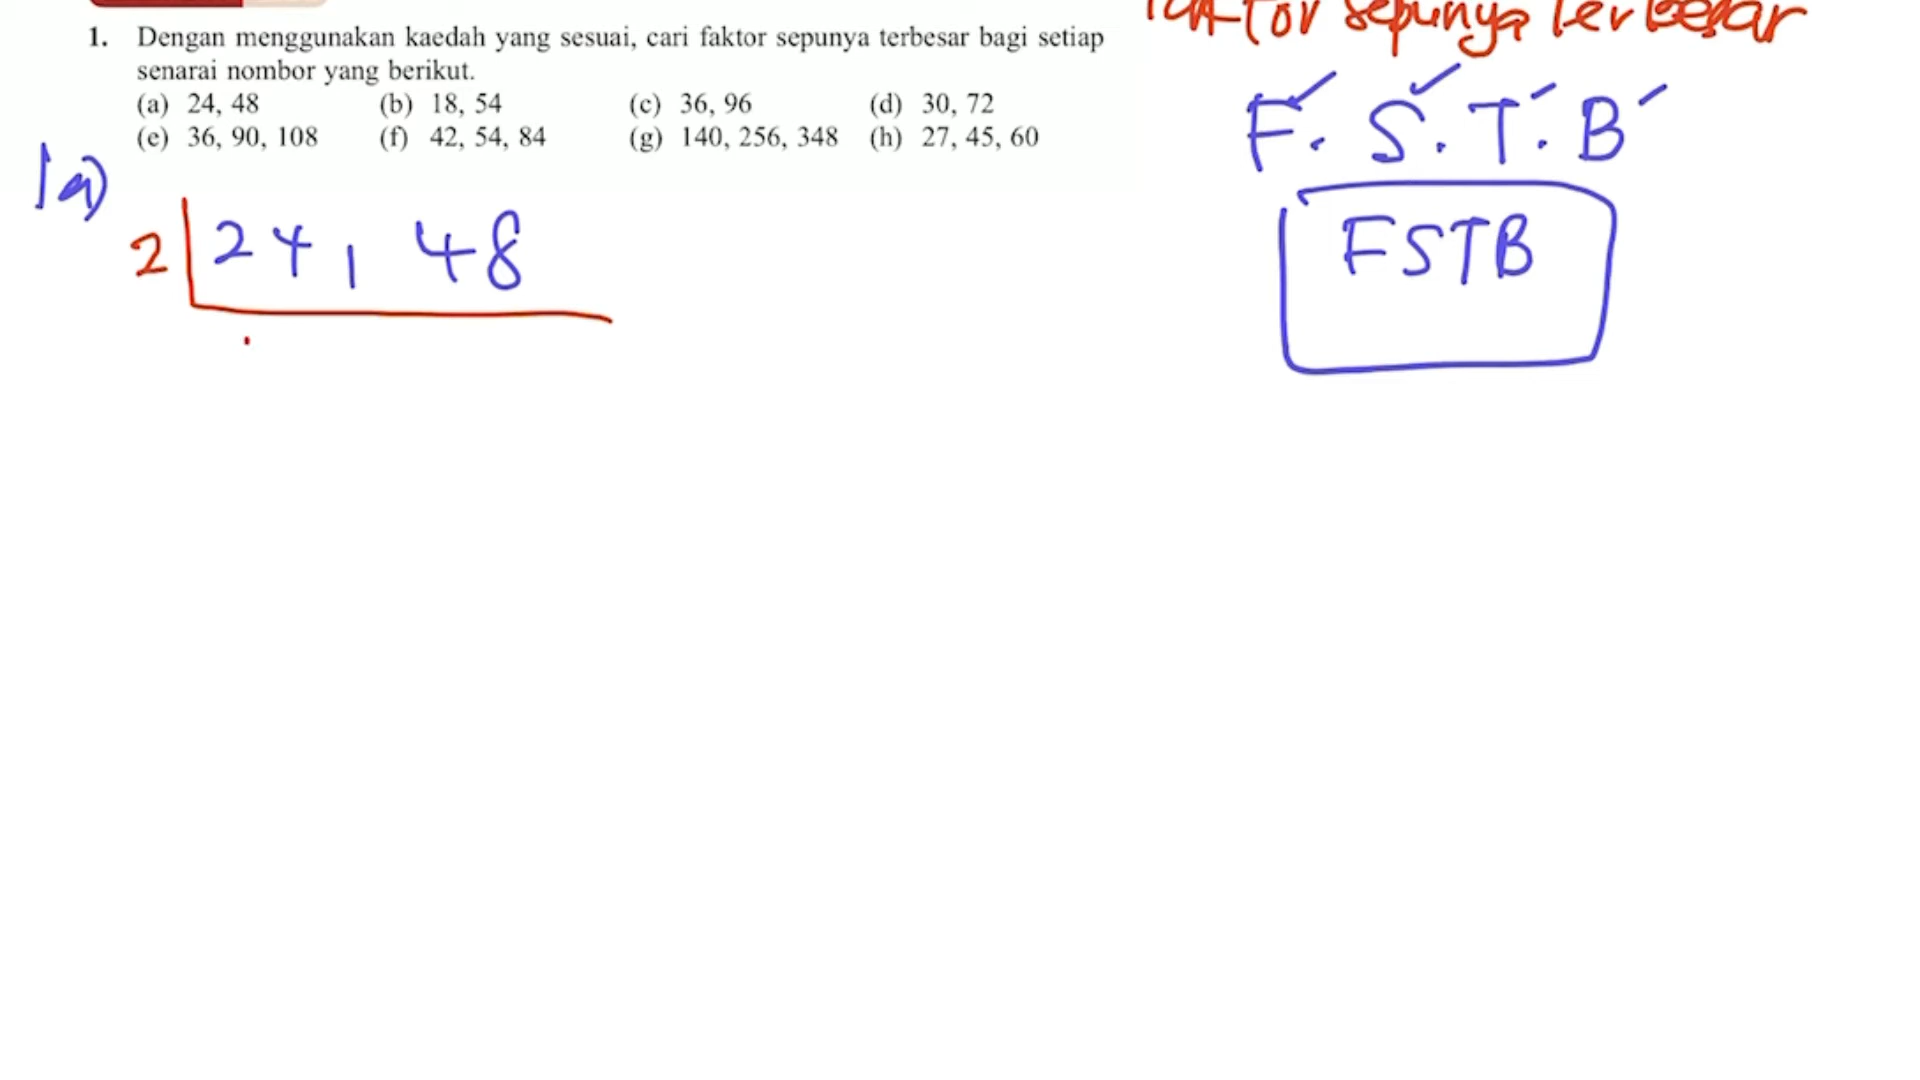 faktor sepunya terbesar
1. Dengan menggunakan kaedah yang sesuai, cari faktor sepunya terbesar bagi setiap
senarai nombor yang berikut.
(a) 24, 48 (b) 18, 54 (c) 36, 96 (d) 30, 72
(e) 36, 90, 108 (f) 42, 54, 84 (g) 140, 256, 348 (h) 27, 45, 60
F. S. T. B
1a)
2 24, 48
FSTB